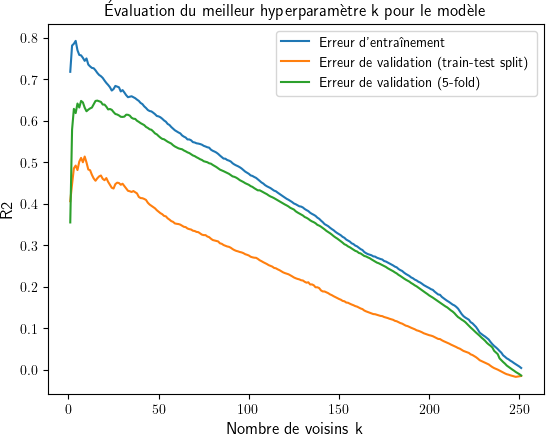 Évaluation du meilleur hyperparamètre k pour le modèle
Erreur d'entraînement
Erreur de validation (train-test split)
Erreur de validation (5-fold)
R2
0.8
0.7
0.6
0.5
0.4
0.3
0.2
0.1
0.0
0
50
100
150
200
250
Nombre de voisins k